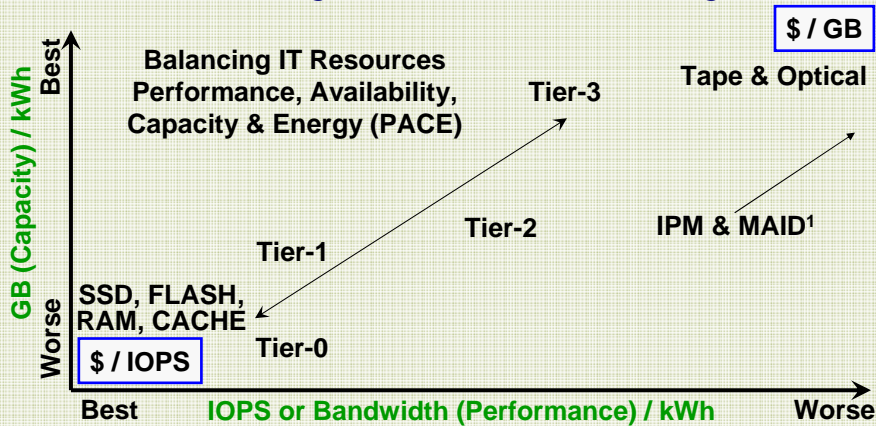 $ / GB
Balancing IT Resources
Performance, Availability,
Capacity & Energy (PACE)
Tier-3
Tape & Optical
GB (Capacity) / kWh
Best
Worse
Tier-2
IPM & MAID¹
Tier-1
SSD, FLASH,
RAM, CACHE
Tier-0
$ / IOPS
Best
IOPS or Bandwidth (Performance) / kWh
Worse